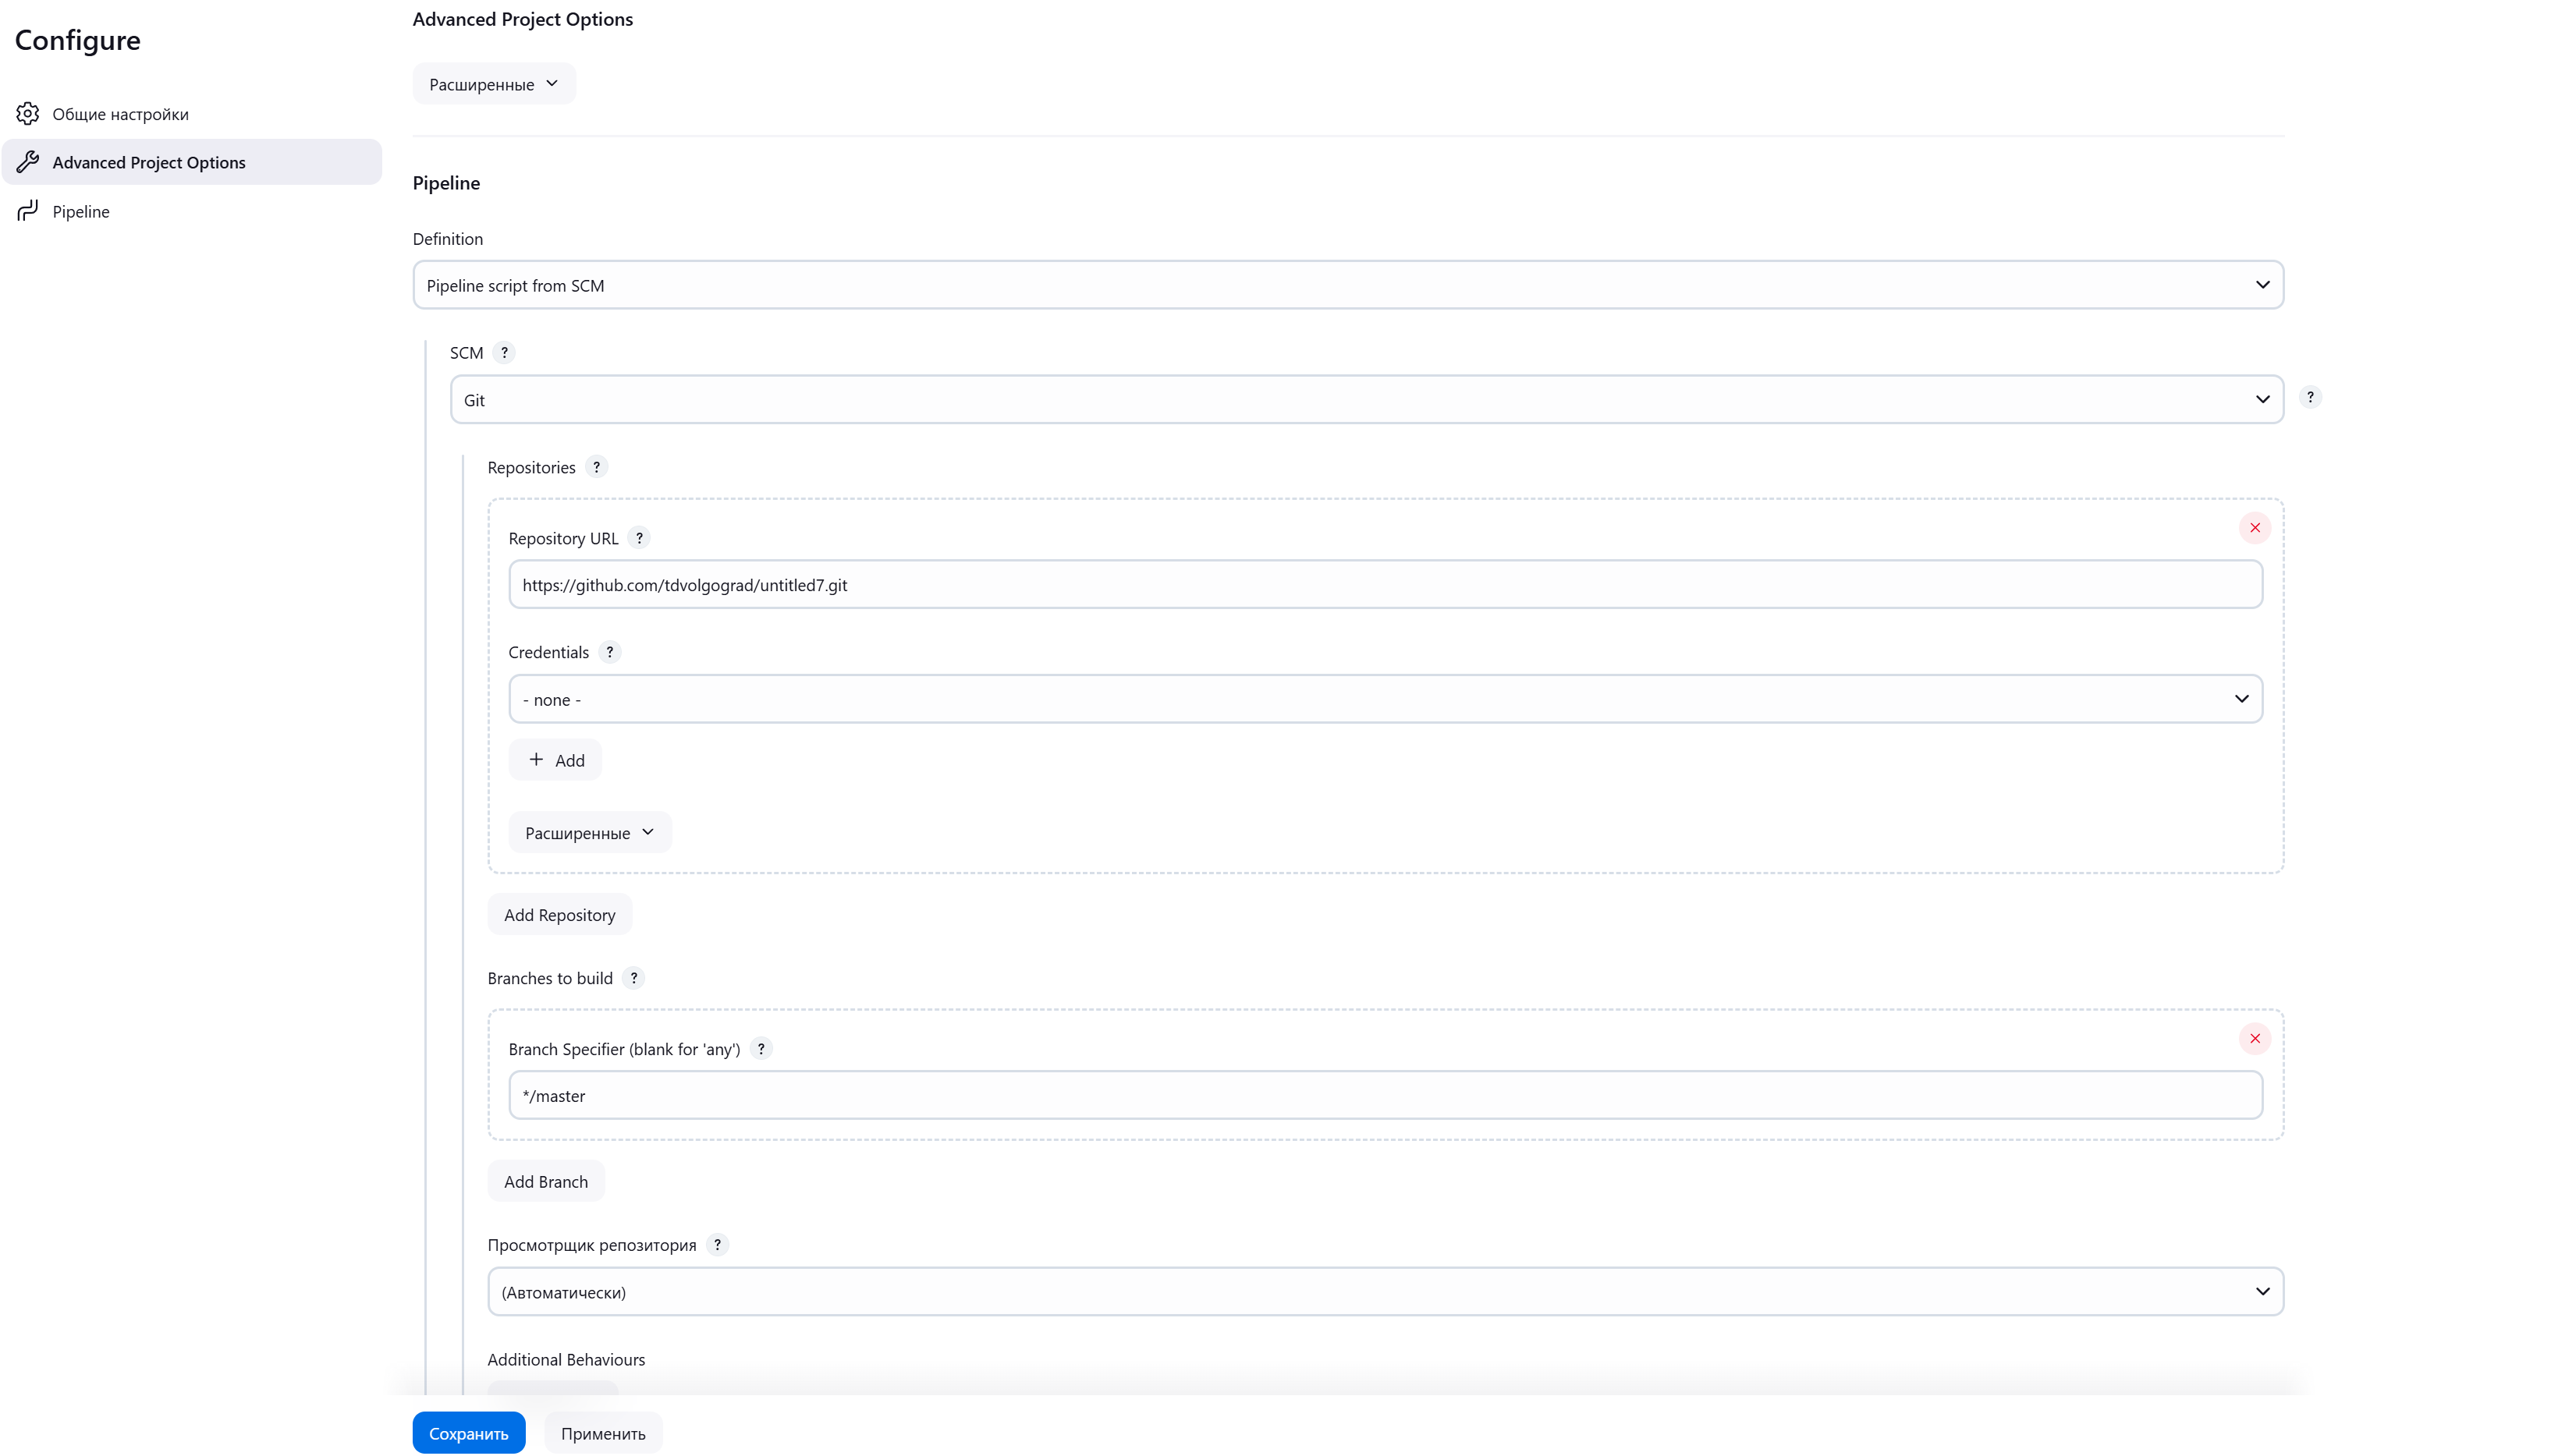 Configure
Общие настройки
Advanced Project Options
Pipeline
Advanced Project Options
Расширенные
Pipeline
Definition
Pipeline script from SCM
SCM ?
Git
?
Repositories ?
Repository URL ?
https://github.com/tdvolgograd/untitled7.git
Credentials ?
- none -
+ Add
Расширенные
Add Repository
Branches to build ?
Branch Specifier (blank for 'any') ?
*/master
Add Branch
Просмотрщик репозитория ?
(Автоматически)
Additional Behaviours
Сохранить Применить